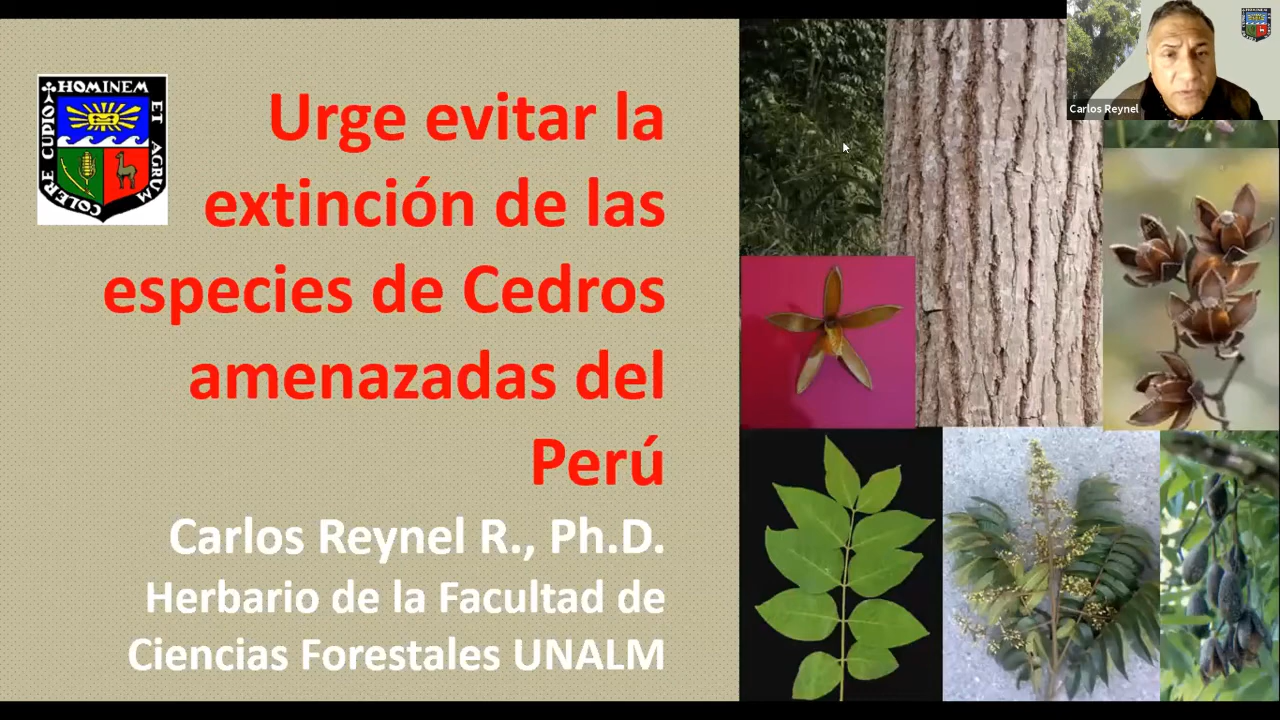 HOMINEM
CUPIO
ET AGRUM
COLERE
Urge evitar la
extinción de las
especies de Cedros
amenazadas del
Perú
Carlos Reynel R., Ph.D.
Herbario de la Facultad de
Ciencias Forestales UNALM
Carlos Reynel